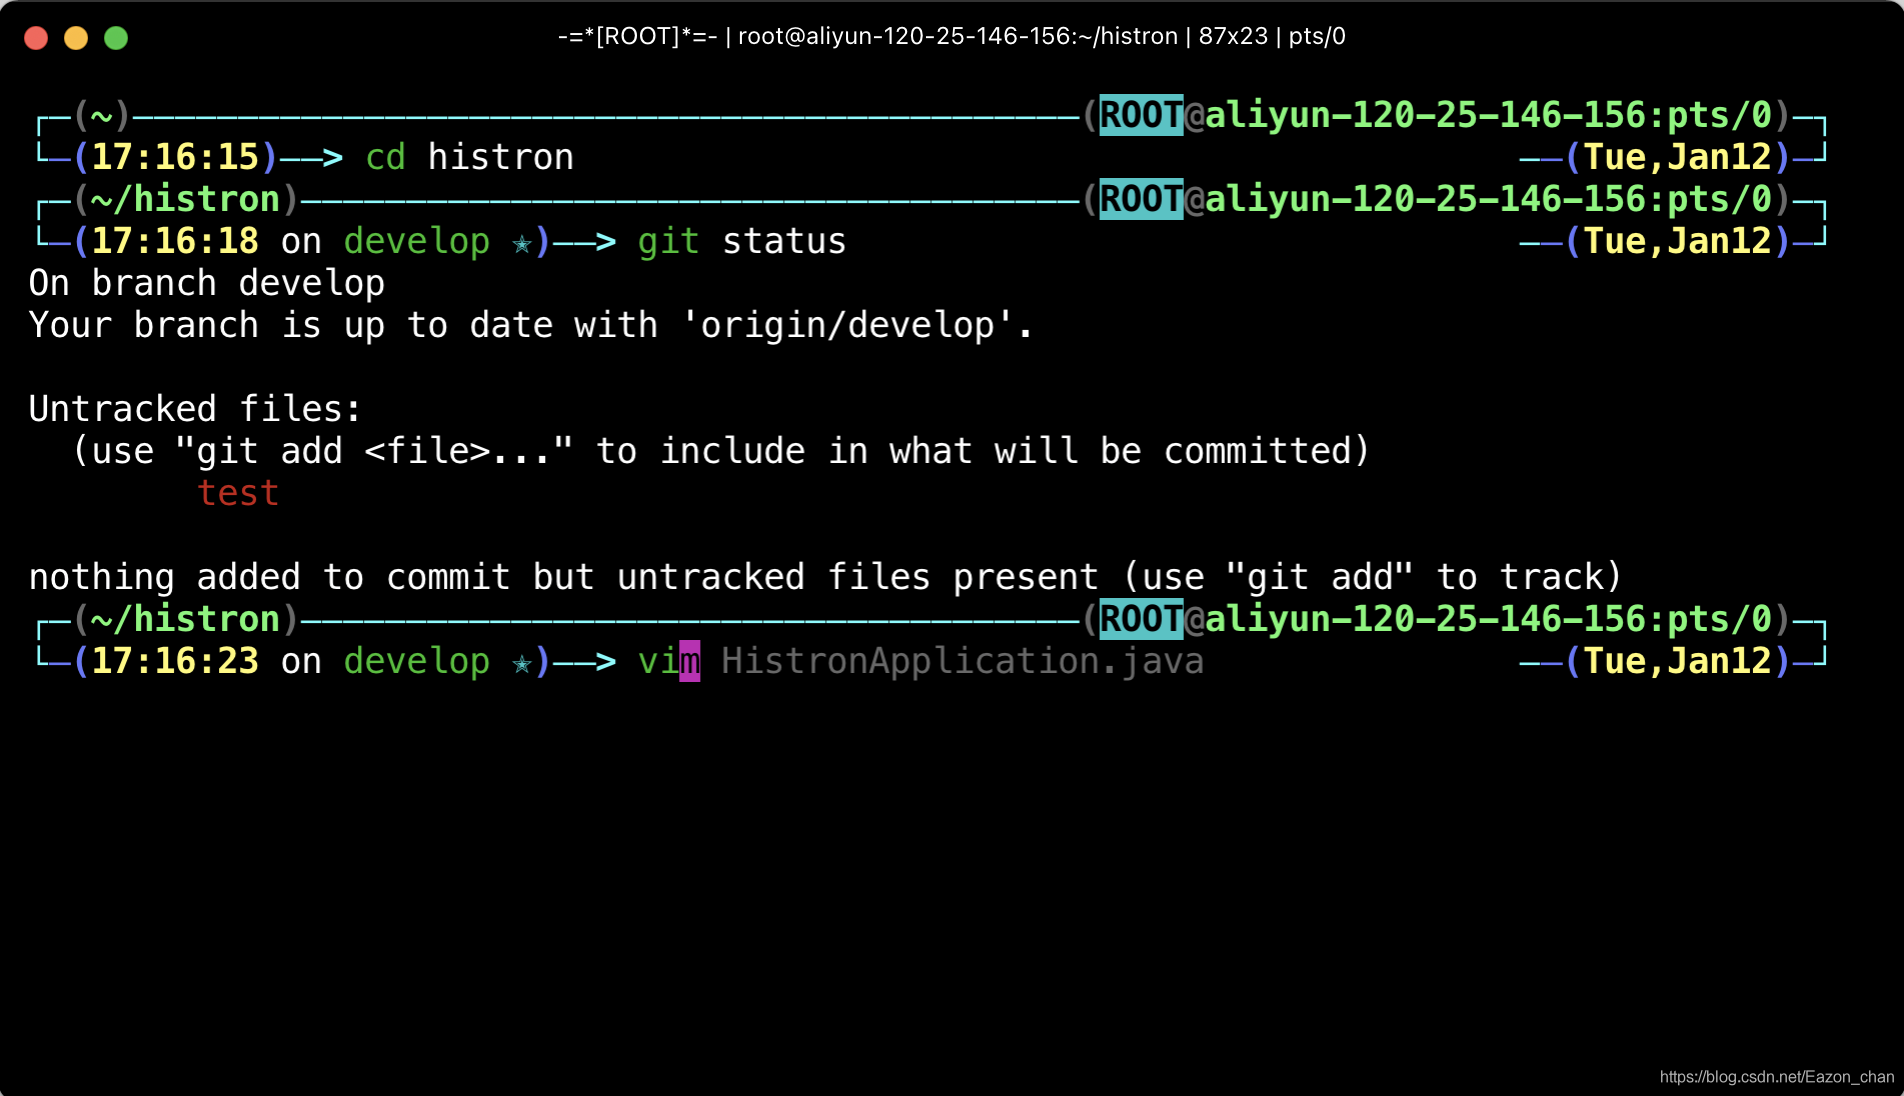 -=*[ROOT]*=- | root@aliyun-120-25-146-156:~/histron | 87x23 | pts/0
┌─(~)─────────────────────────────────────────────(ROOT@aliyun-120-25-146-156:pts/0)─┐
└─(17:16:15)──> cd histron ──(Tue,Jan12)─┘
┌─(~/histron)─────────────────────────────────────(ROOT@aliyun-120-25-146-156:pts/0)─┐
└─(17:16:18 on develop ✭)──> git status ──(Tue,Jan12)─┘
On branch develop
Your branch is up to date with 'origin/develop'.
Untracked files:
  (use "git add <file>..." to include in what will be committed)
        test
nothing added to commit but untracked files present (use "git add" to track)
┌─(~/histron)─────────────────────────────────────(ROOT@aliyun-120-25-146-156:pts/0)─┐
└─(17:16:23 on develop ✭)──> vim HistronApplication.java ──(Tue,Jan12)─┘
https://blog.csdn.net/Eazon_chan